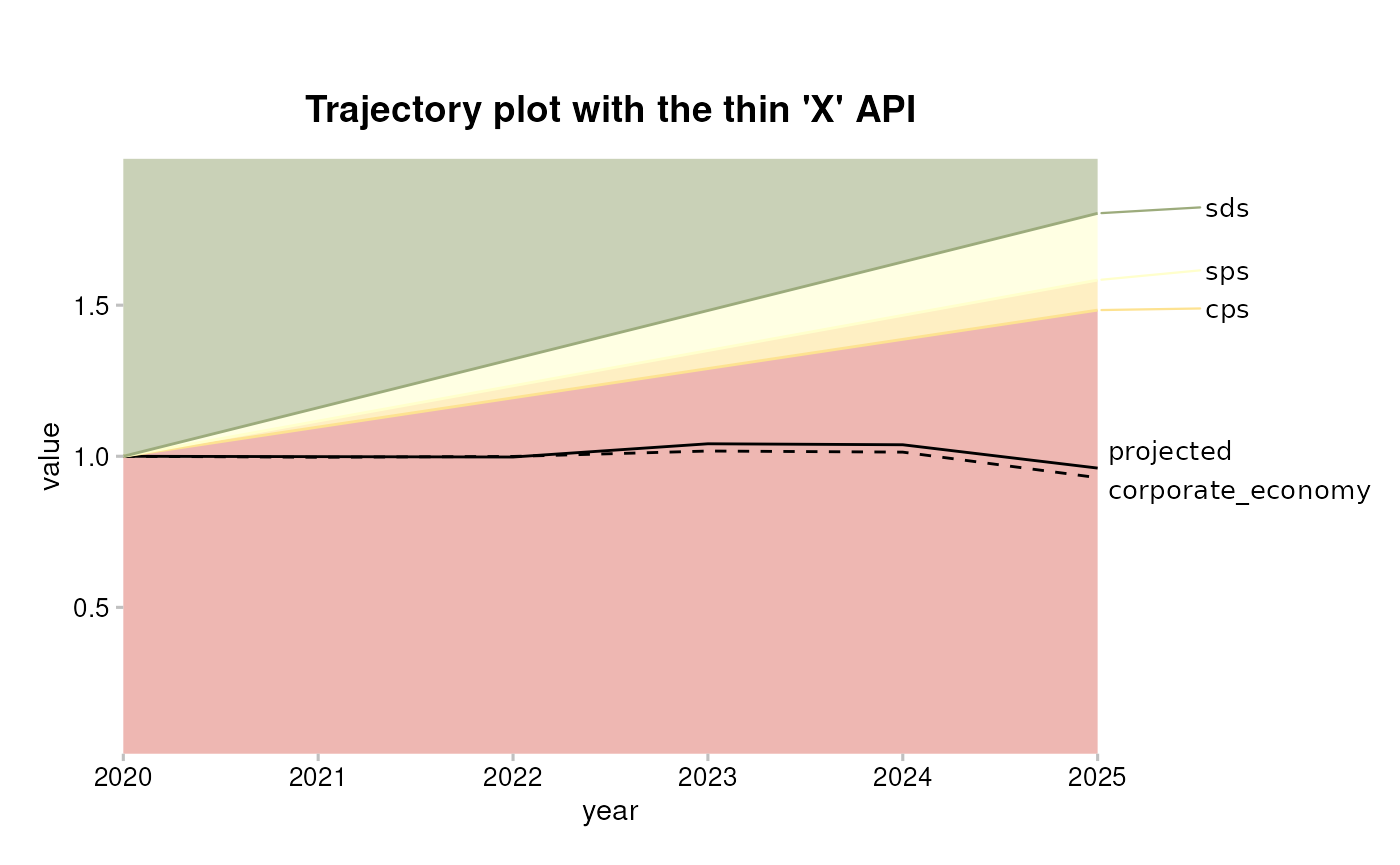 Trajectory plot with the thin 'X' API
sds
sps
1.5
cps
value
1.0
projected
corporate_economy
0.5
2020 2021 2022 2023 2024 2025
year